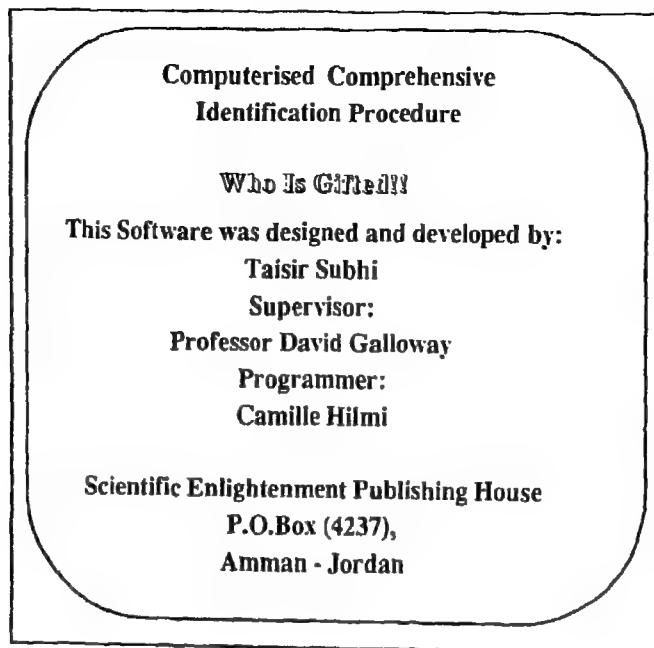 Computerised Comprehensive
Identification Procedure
Who Is Gifted!!
This Software was designed and developed by:
Taisir Subhi
Supervisor:
Professor David Galloway
Programmer:
Camille Hilmi
Scientific Enlightenment Publishing House
P.O.Box (4237),
Amman - Jordan